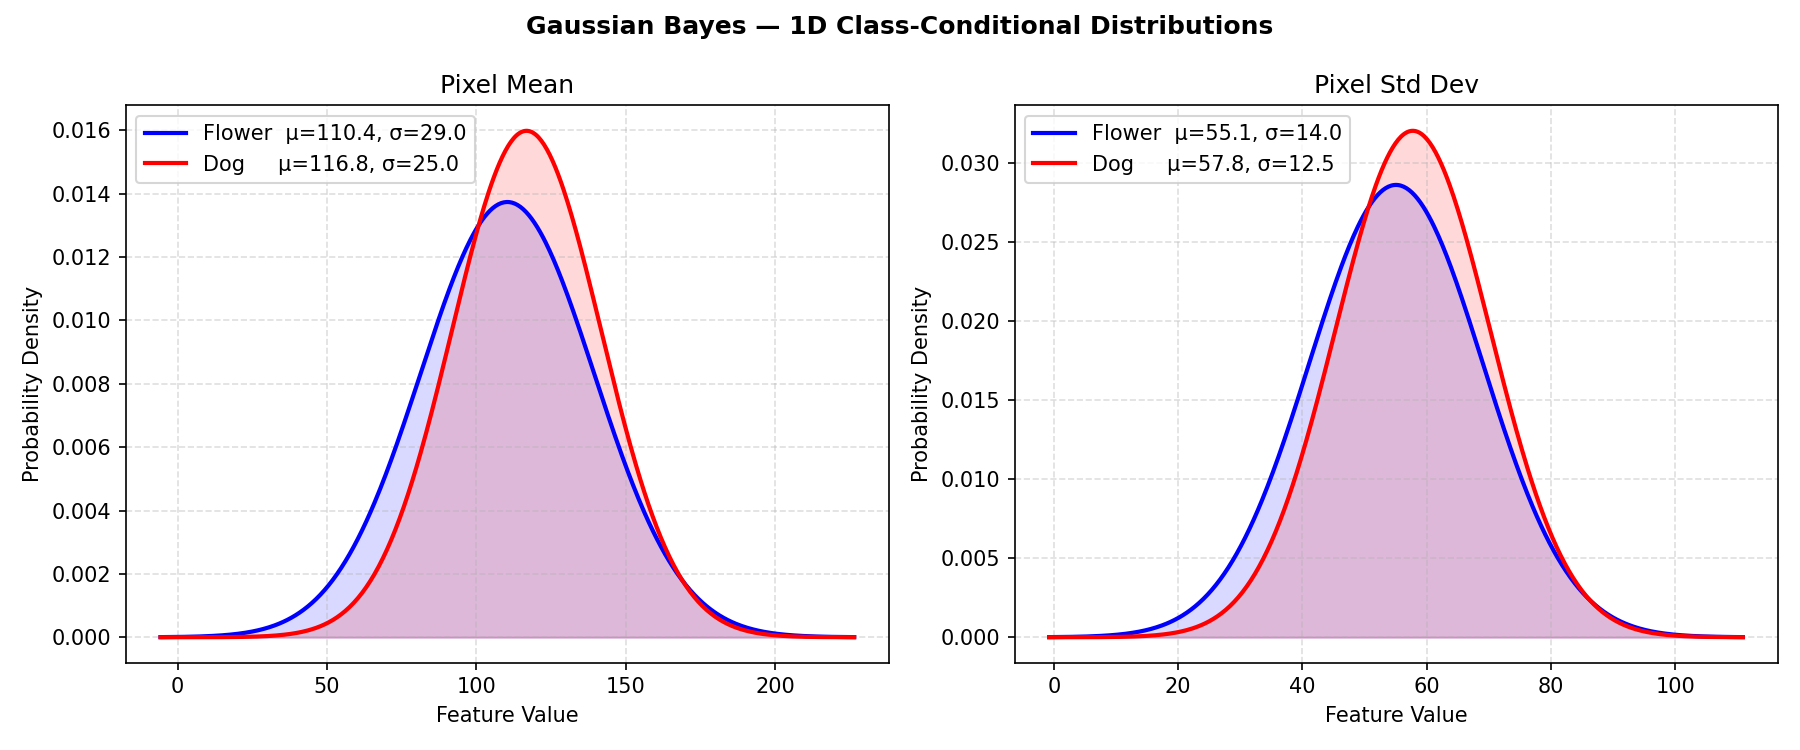 Gaussian Bayes — 1D Class-Conditional Distributions
Pixel Mean
Flower  μ=110.4, σ=29.0
Dog     μ=116.8, σ=25.0
Probability Density
0.016
0.014
0.012
0.010
0.008
0.006
0.004
0.002
0.000
0 50 100 150 200
Feature Value
Pixel Std Dev
Flower  μ=55.1, σ=14.0
Dog     μ=57.8, σ=12.5
Probability Density
0.030
0.025
0.020
0.015
0.010
0.005
0.000
0 20 40 60 80 100
Feature Value